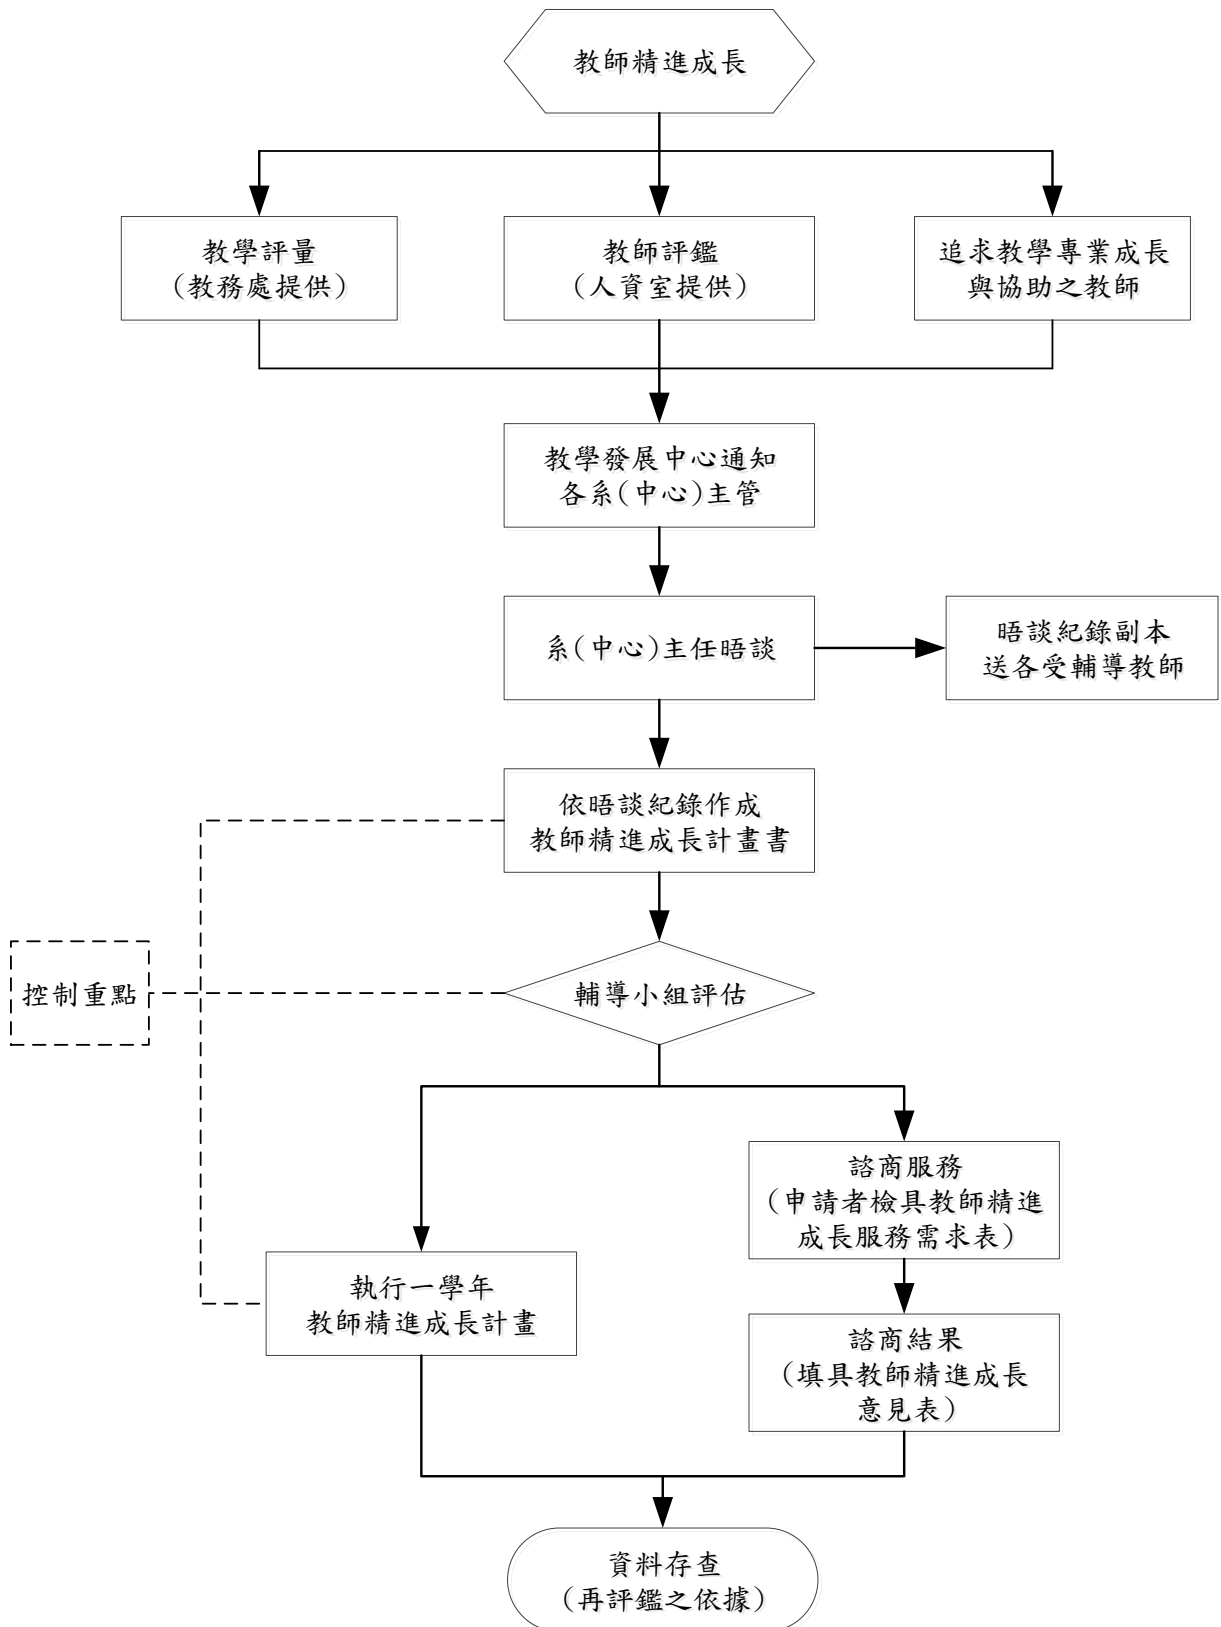 教師精進成長
教學評量
（教務處提供）
教師評鑑
（人資室提供）
追求教學專業成長
與協助之教師
教學發展中心通知
各系(中心)主管
系(中心)主任晤談
晤談紀錄副本
送各受輔導教師
依晤談紀錄作成
教師精進成長計畫書
控制重點
輔導小組評估
諮商服務
（申請者檢具教師精進
成長服務需求表）
執行一學年
教師精進成長計畫
諮商結果
（填具教師精進成長
意見表）
資料存查
（再評鑑之依據）